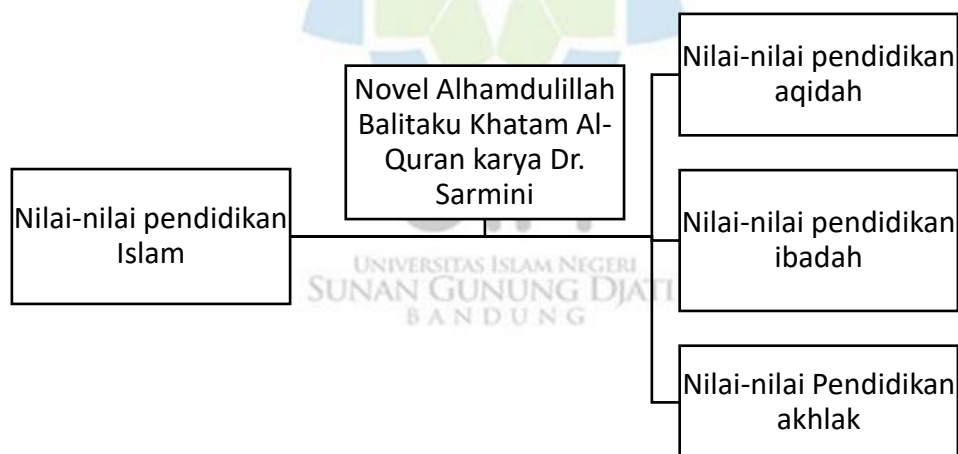 Nilai-nilai pendidikan
Islam
Novel Alhamdulillah
Balitaku Khatam Al-
Quran karya Dr.
Sarmini
Nilai-nilai pendidikan
aqidah
Nilai-nilai pendidikan
ibadah
Nilai-nilai Pendidikan
akhlak
UNIVERSITAS ISLAM NEGERI
SUNAN GUNUNG DJATI
BANDUNG